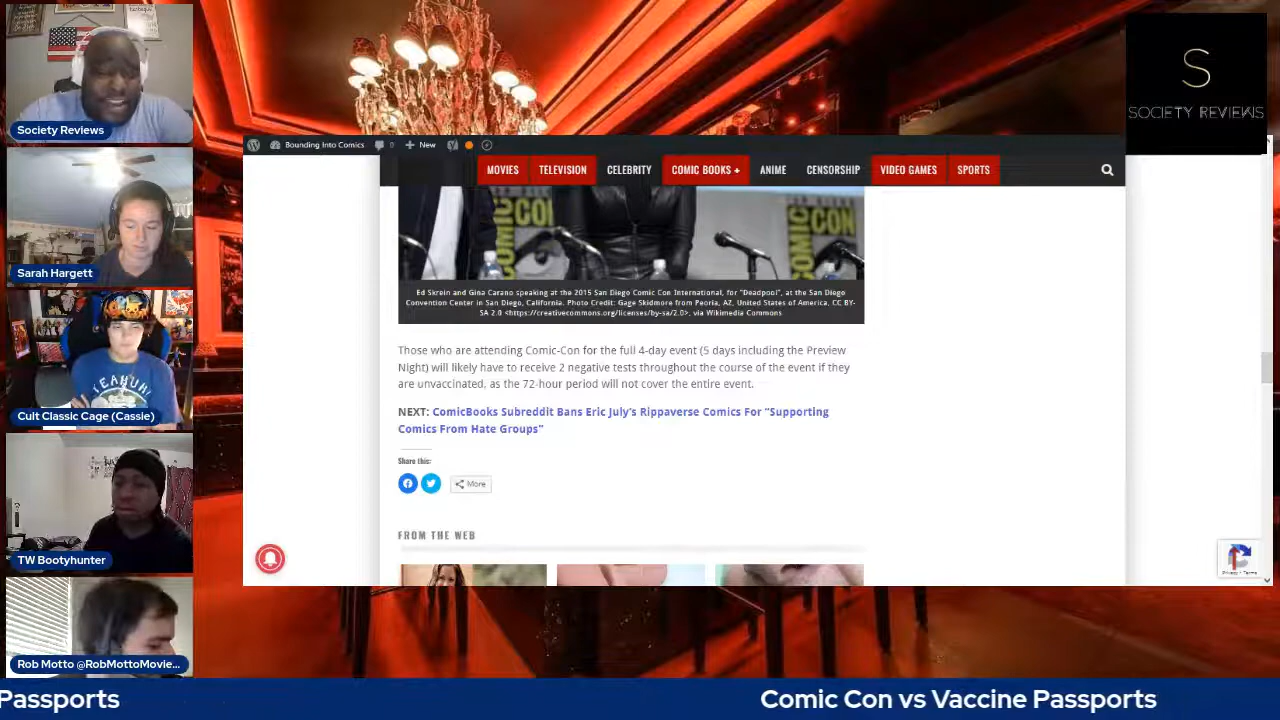 Society Reviews
Sarah Hargett
Cult Classic Cage (Cassie)
YEAHUH!
TW Bootyhunter
Rob Motto @RobMottoMovie...
S
SOCIETY REVIEWS
Bounding Into Comics 0 New
MOVIES TELEVISION CELEBRITY COMIC BOOKS + ANIME CENSORSHIP VIDEO GAMES SPORTS
Ed Skrein and Gina Carano speaking at the 2015 San Diego Comic Con International, for "Deadpool", at the San Diego
Convention Center in San Diego, California. Photo Credit: Gage Skidmore from Peoria, AZ, United States of America, CC BY-
SA 2.0 <https://creativecommons.org/licenses/by-sa/2.0>, via Wikimedia Commons
Those who are attending Comic-Con for the full 4-day event (5 days including the Preview
Night) will likely have to receive 2 negative tests throughout the course of the event if they
are unvaccinated, as the 72-hour period will not cover the entire event.
NEXT: ComicBooks Subreddit Bans Eric July's Rippaverse Comics For "Supporting
Comics From Hate Groups"
Share this:
More
FROM THE WEB
Privacy - Terms
Passports
Comic Con vs Vaccine Passports